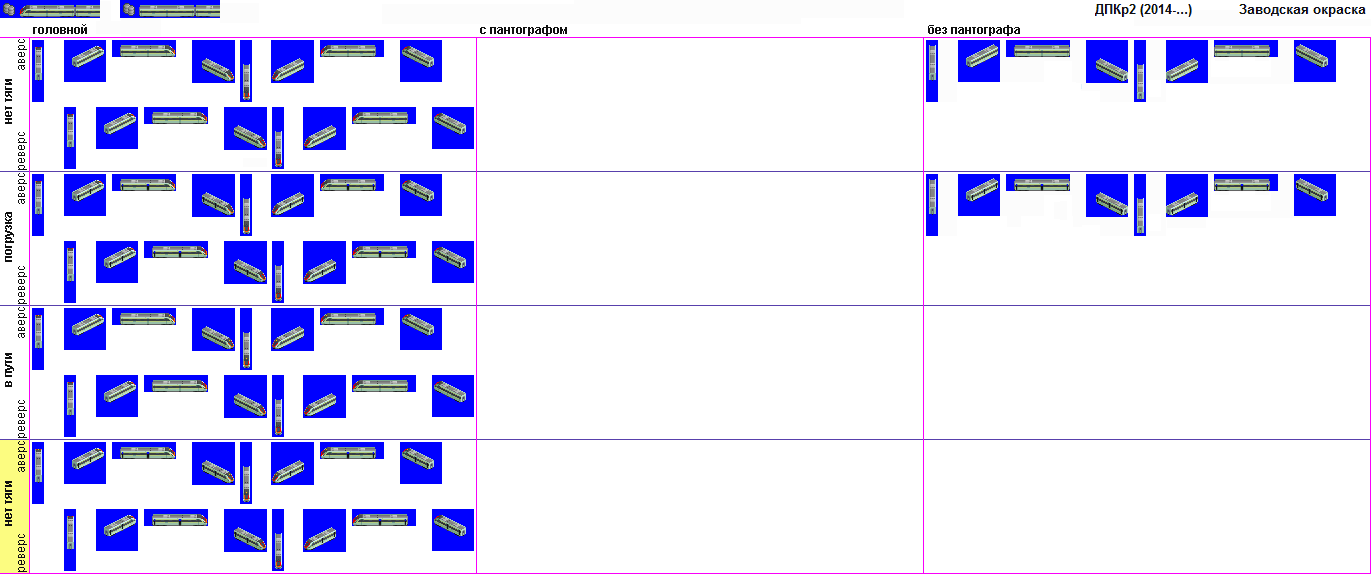 ДПКр2 (2014-...) Заводская окраска
головной с пантографом без пантографа
нет тяги
аверс
реверс
погрузка
аверс
реверс
в пути
аверс
реверс
нет тяги
аверс
реверс